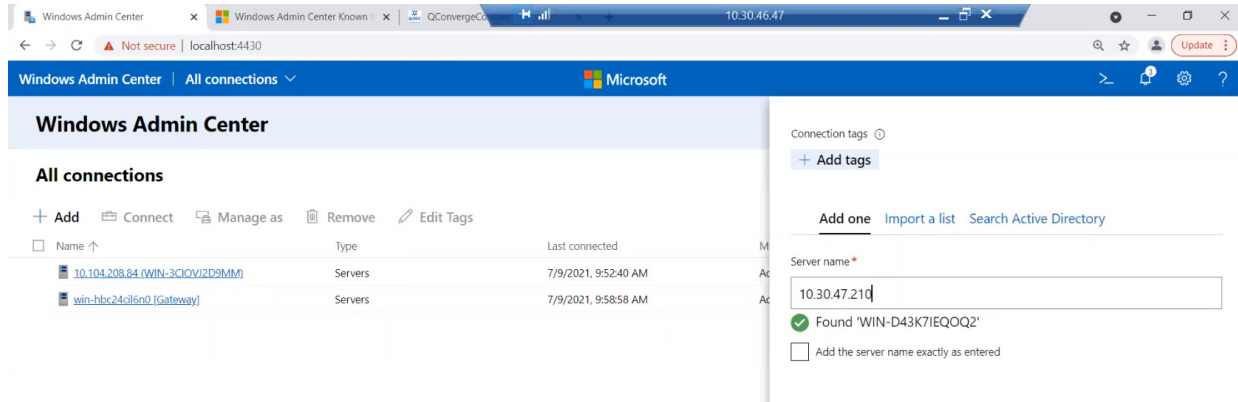 Windows Admin Center
Windows Admin Center Known
QConvergeCo
10.30.46.47
Not secure | localhost:4430
Update
Windows Admin Center | All connections
Microsoft
3
Windows Admin Center
All connections
Add Connect Manage as Remove Edit Tags
Name Type Last connected M
10.104.208.84 (WIN-3CIOVJ2D9MM) Servers 7/9/2021, 9:52:40 AM Ac
win-hbc24cil6n0 [Gateway] Servers 7/9/2021, 9:58:58 AM Ac
Connection tags
+ Add tags
Add one Import a list Search Active Directory
Server name*
10.30.47.210
Found 'WIN-D43K7IEQOQ2'
Add the server name exactly as entered